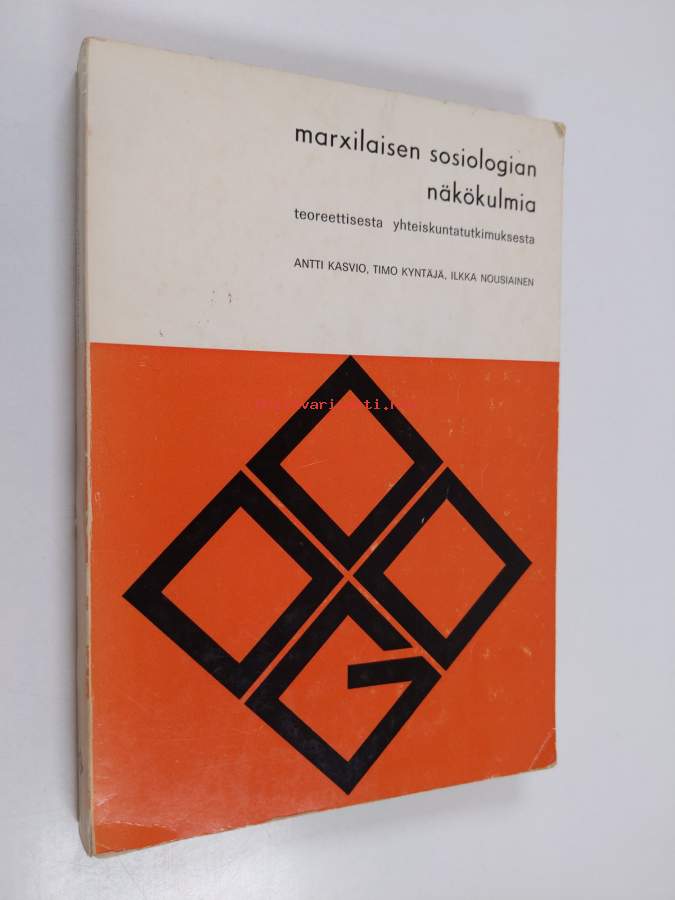 marxilaisen sosiologian
näkökulmia
teoreettisesta yhteiskuntatutkimuksesta
ANTTI KASVIO, TIMO KYNTÄJÄ, ILKKA NOUSIAINEN